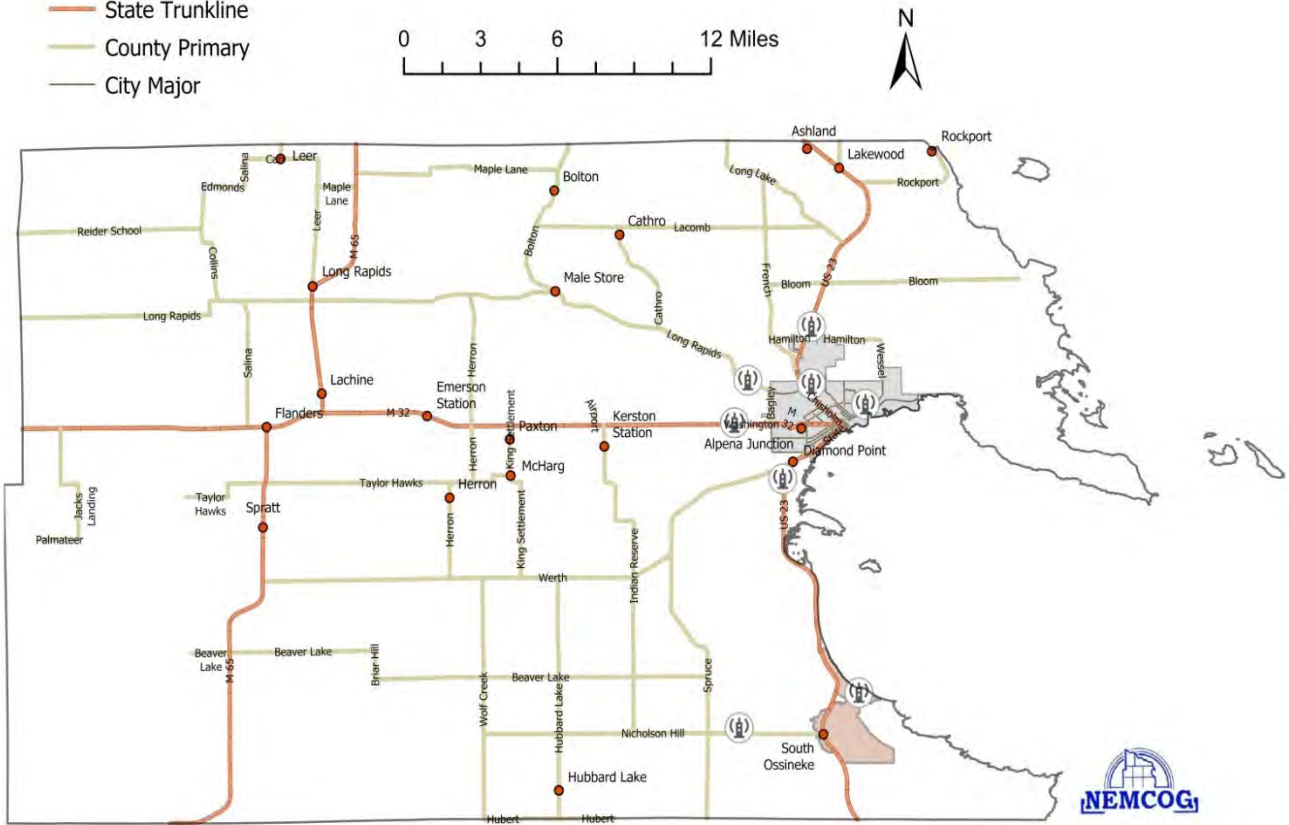 State Trunkline
County Primary
City Major
0 3 6 12 Miles
N
Ashland
Rockport
Lakewood
Rockport
Leer
Salina
Edmonds
Maple
Lane
Leer
Maple Lane
Bolton
Long Lake
Reider School
Collins
M 65
Long Rapids
Bolton
Cathro
Lacomb
Male Store
Cathro
French
US 23
Bloom
Bloom
Long Rapids
Long Rapids
Hamilton
Hamilton
Wessel
Salina
Herron
Lachine
Flanders
M 32
Emerson
Station
King Settlement
Paxton
Airport
Kerston
Station
Bagley
Chisholm
M
32
Washington
State
Alpena Junction
Diamond Point
McHarg
Herron
Taylor Hawks
Herron
Taylor
Hawks
Jacks
Landing
Palmateer
Spratt
Herron
King Settlement
Indian Reserve
US 23
Werth
Beaver
Lake
Beaver Lake
M 65
Briar Hill
Beaver Lake
Spruce
Wolf Creek
Hubbard Lake
Nicholson Hill
South
Ossineke
Hubbard Lake
Hubert
Hubert
NEMCOG